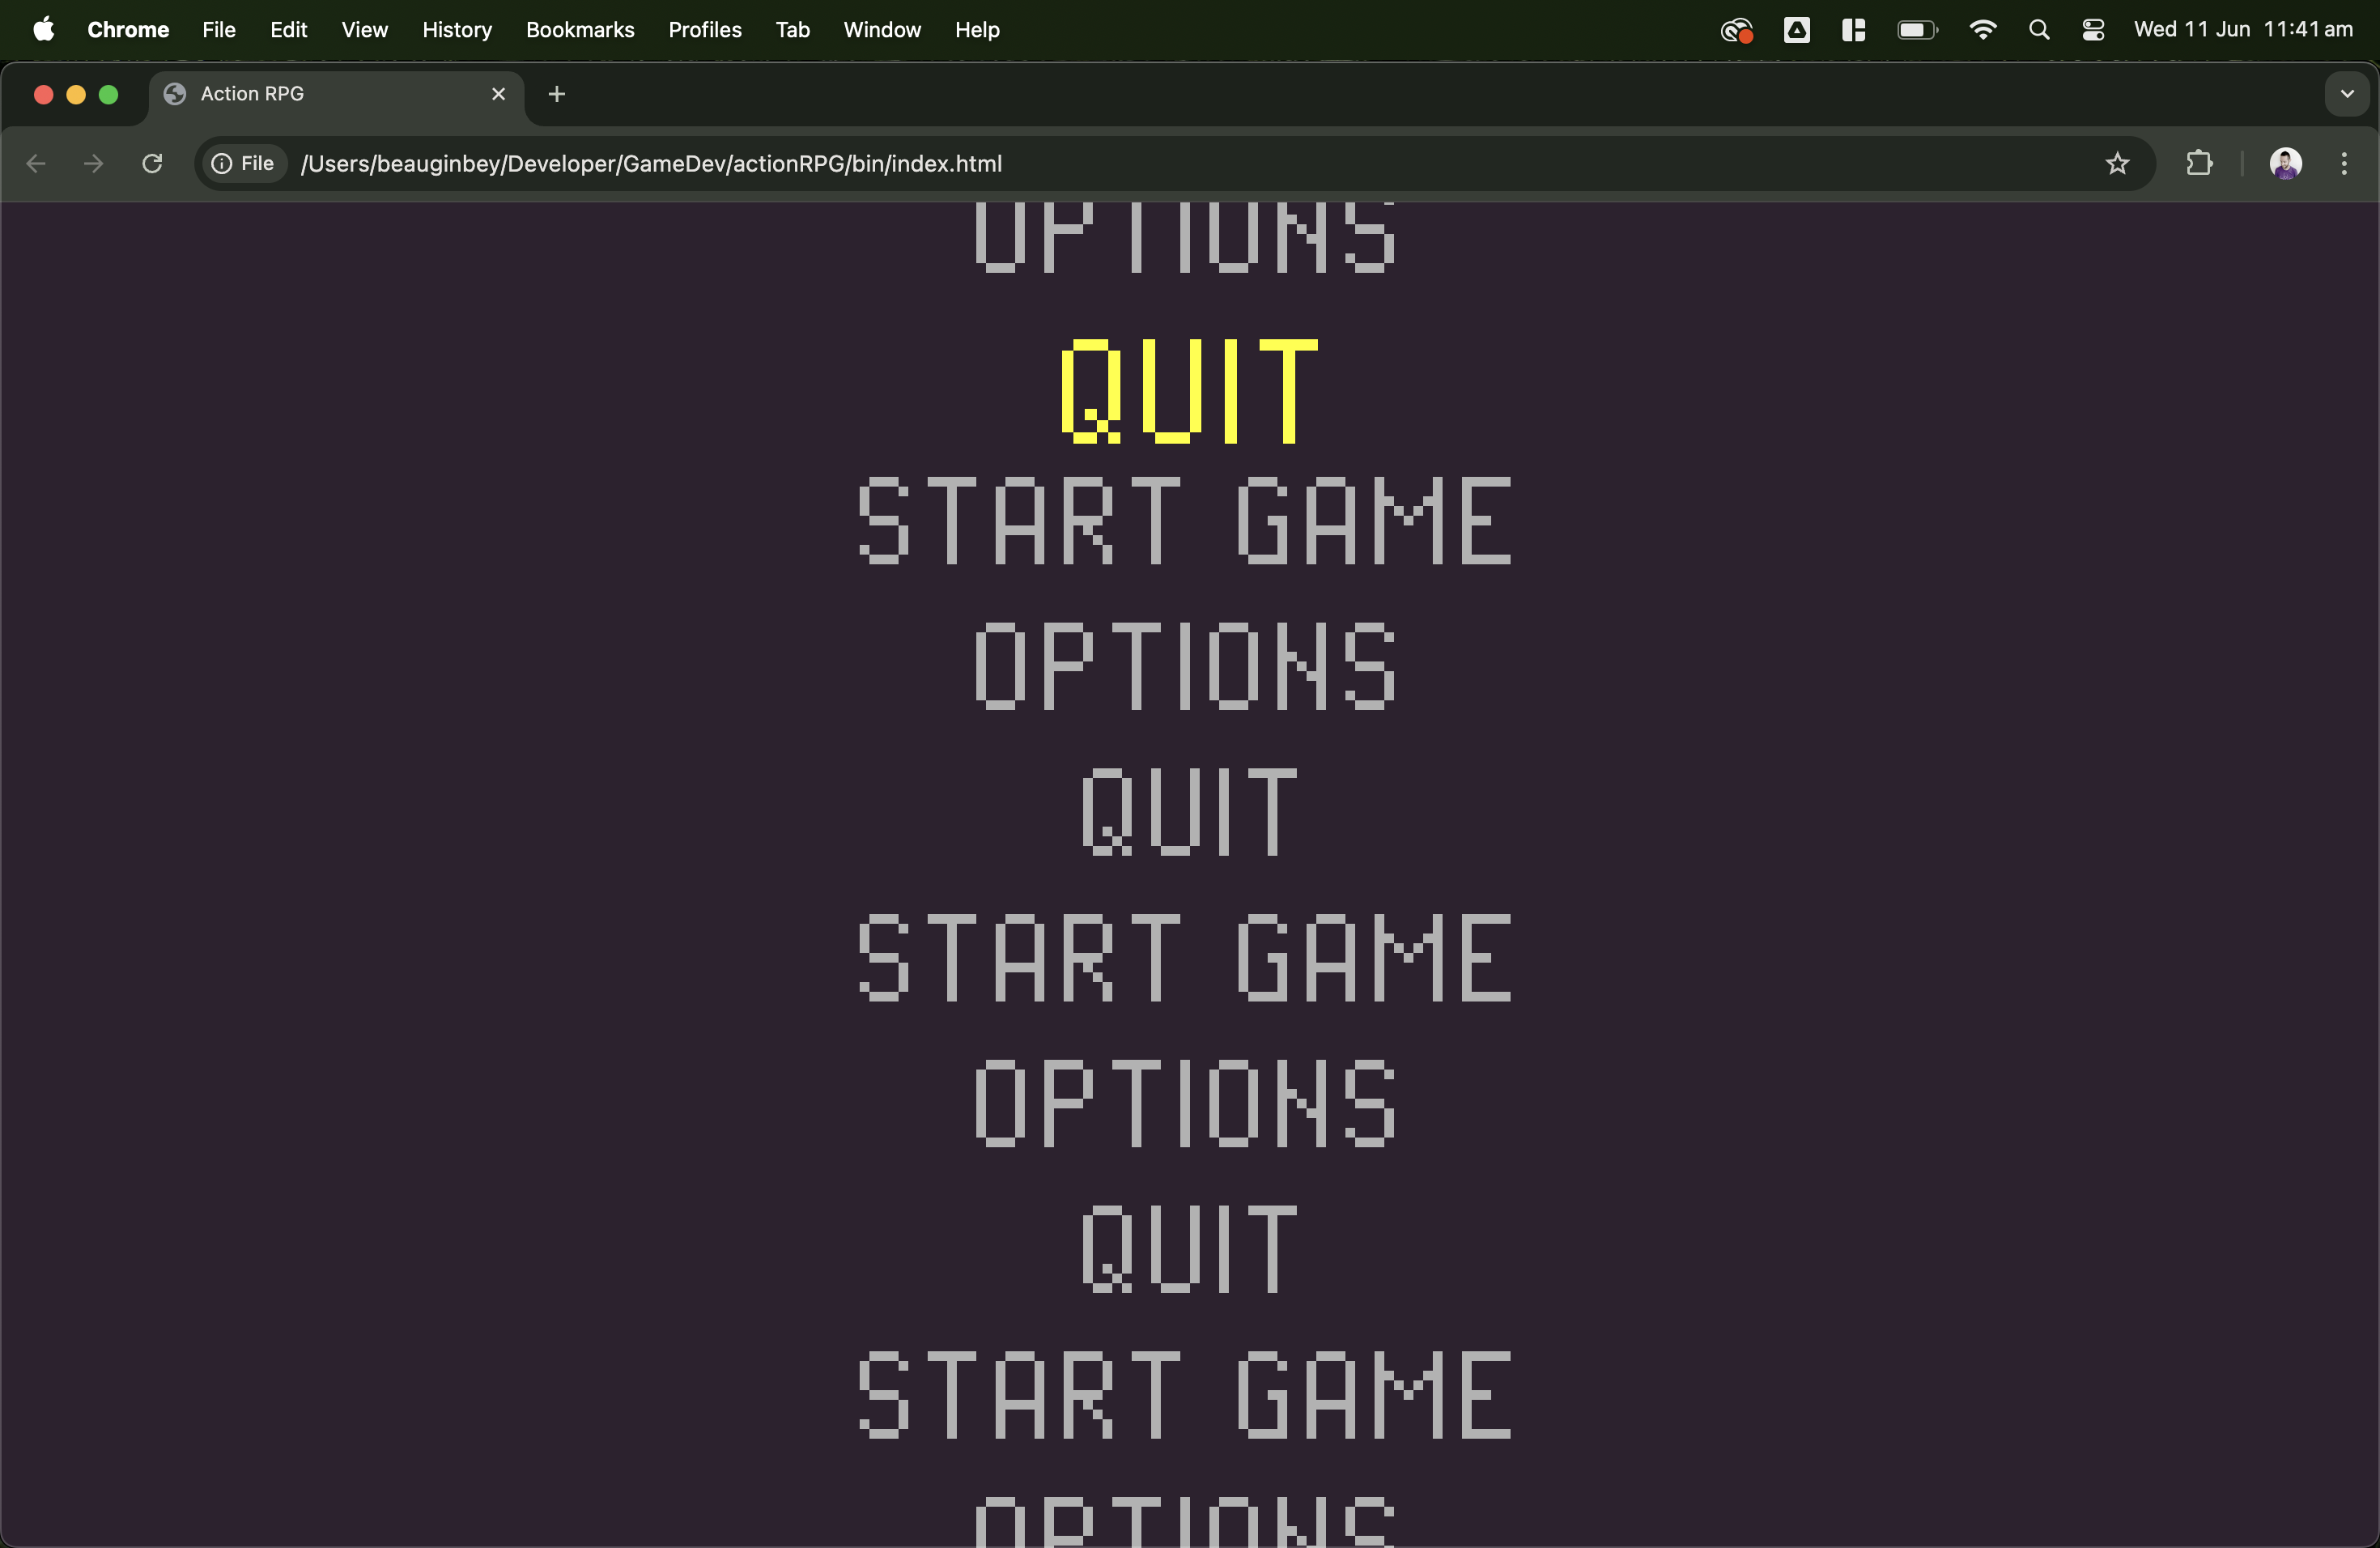 Chrome File Edit View History Bookmarks Profiles Tab Window Help Wed 11 Jun 11:41 am
Action RPG
File /Users/beauginbey/Developer/GameDev/actionRPG/bin/index.html
OPTIONS
QUIT
START GAME
OPTIONS
QUIT
START GAME
OPTIONS
QUIT
START GAME
OPTIONS